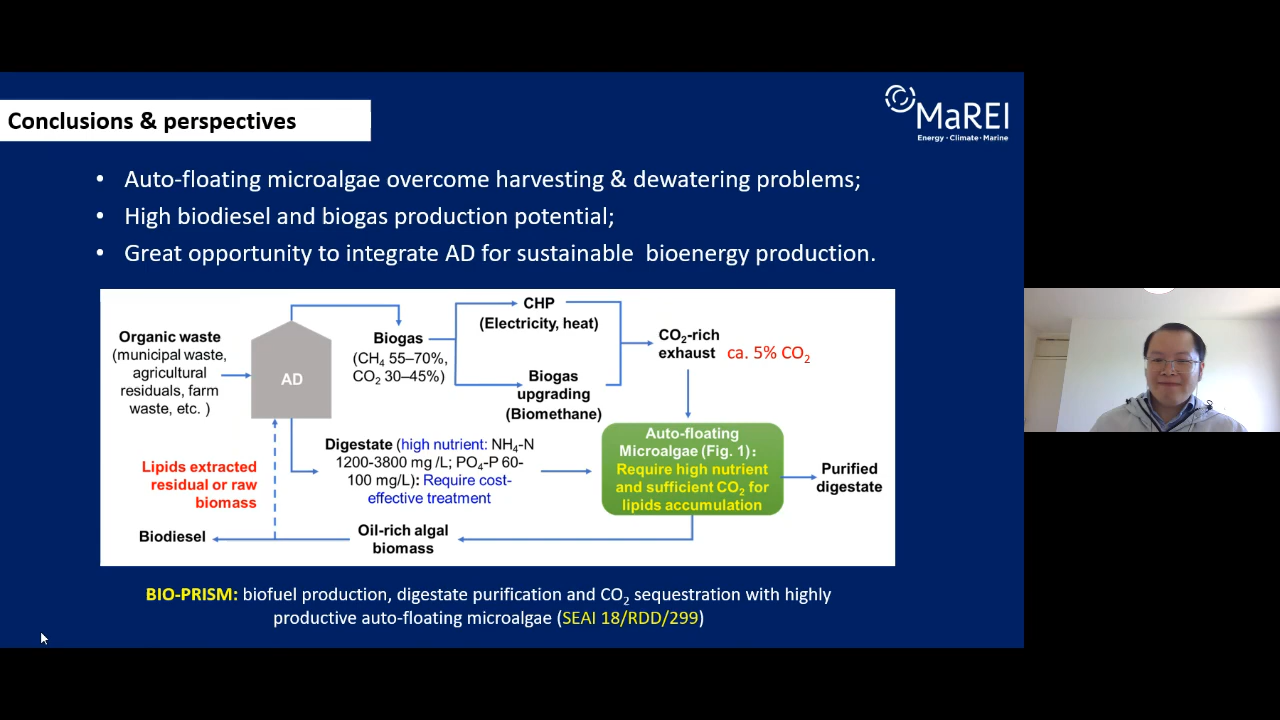 Conclusions & perspectives
MaREI
Energy · Climate · Marine
• Auto-floating microalgae overcome harvesting & dewatering problems;
• High biodiesel and biogas production potential;
• Great opportunity to integrate AD for sustainable bioenergy production.
Organic waste
(municipal waste,
agricultural
residuals, farm
waste, etc. )
AD
Biogas
(CH₄ 55–70%,
CO₂ 30–45%)
CHP
(Electricity, heat)
Biogas
upgrading
(Biomethane)
CO₂-rich
exhaust
ca. 5% CO₂
Digestate (high nutrient: NH₄-N
1200-3800 mg /L; PO₄-P 60-
100 mg/L): Require cost-
effective treatment
Auto-floating
Microalgae (Fig. 1):
Require high nutrient
and sufficient CO₂ for
lipids accumulation
Purified
digestate
Lipids extracted
residual or raw
biomass
Biodiesel
Oil-rich algal
biomass
BIO-PRISM: biofuel production, digestate purification and CO₂ sequestration with highly
productive auto-floating microalgae (SEAI 18/RDD/299)